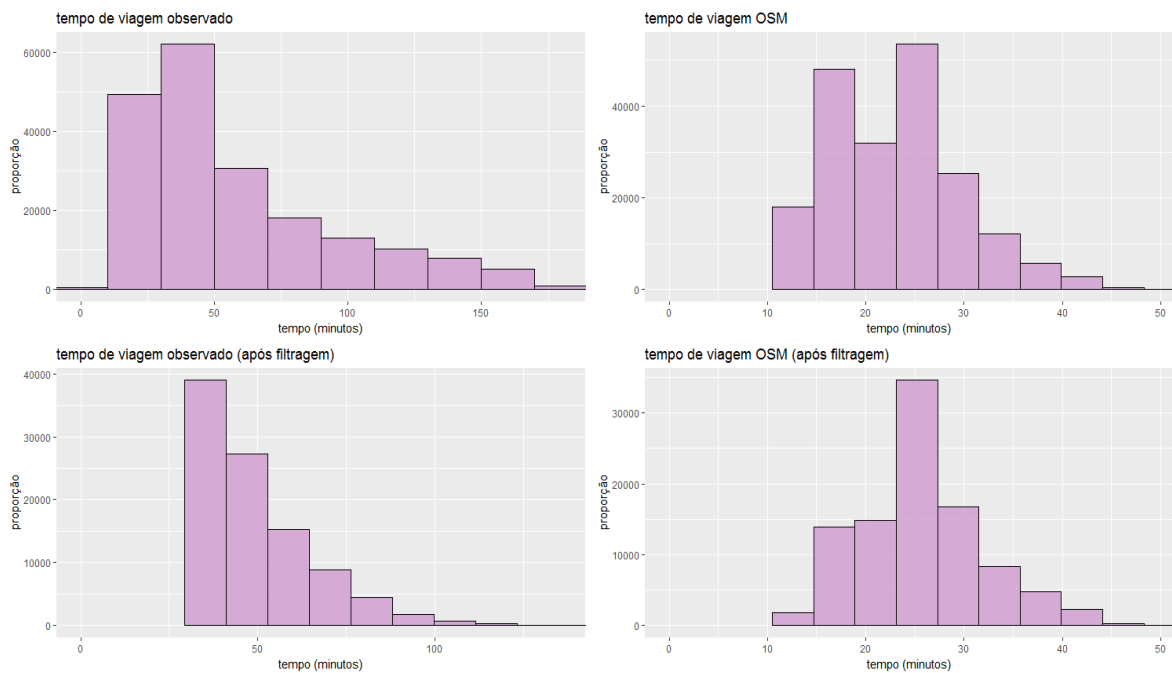 tempo de viagem observado
60000
40000
20000
0
proporção
0 50 100 150
tempo (minutos)
tempo de viagem OSM
40000
20000
0
proporção
0 10 20 30 40 50
tempo (minutos)
tempo de viagem observado (após filtragem)
40000
30000
20000
10000
0
proporção
0 50 100
tempo (minutos)
tempo de viagem OSM (após filtragem)
30000
20000
10000
0
proporção
0 10 20 30 40 50
tempo (minutos)